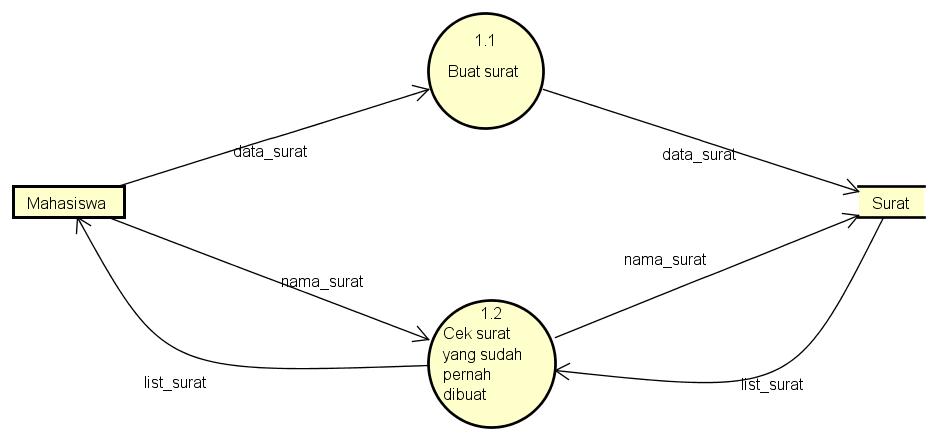 1.1
Buat surat
data_surat
data_surat
Mahasiswa
Surat
nama_surat
nama_surat
1.2
Cek surat
yang sudah
pernah
dibuat
list_surat
list_surat